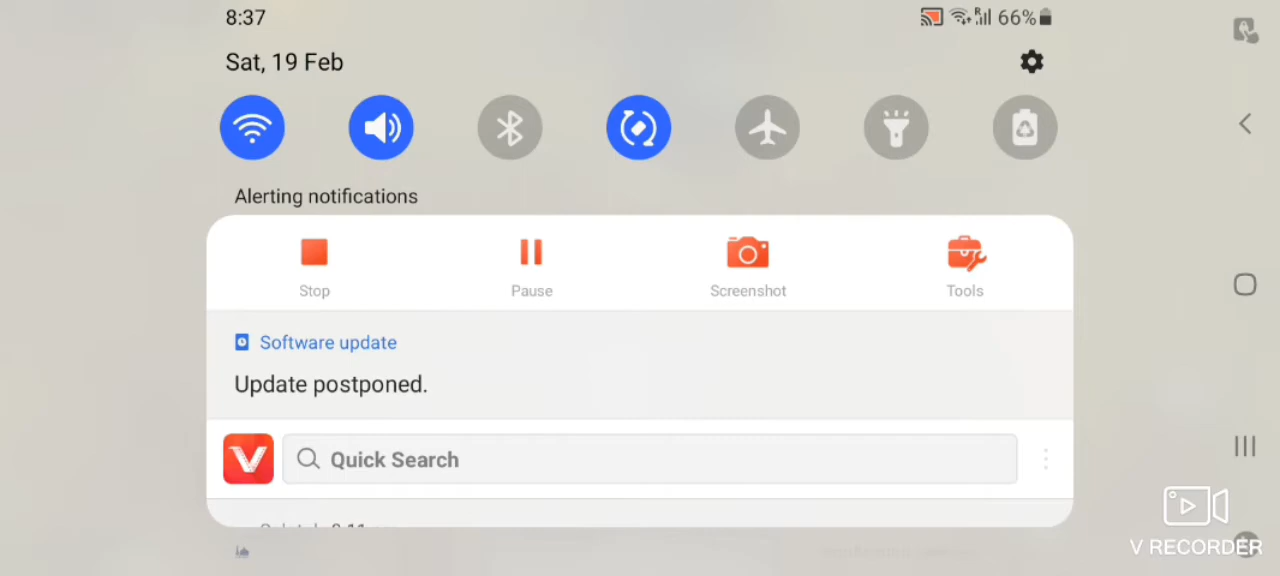 8:37
R 66%
Sat, 19 Feb
Alerting notifications
Stop Pause Screenshot Tools
Software update
Update postponed.
Quick Search
V RECORDER